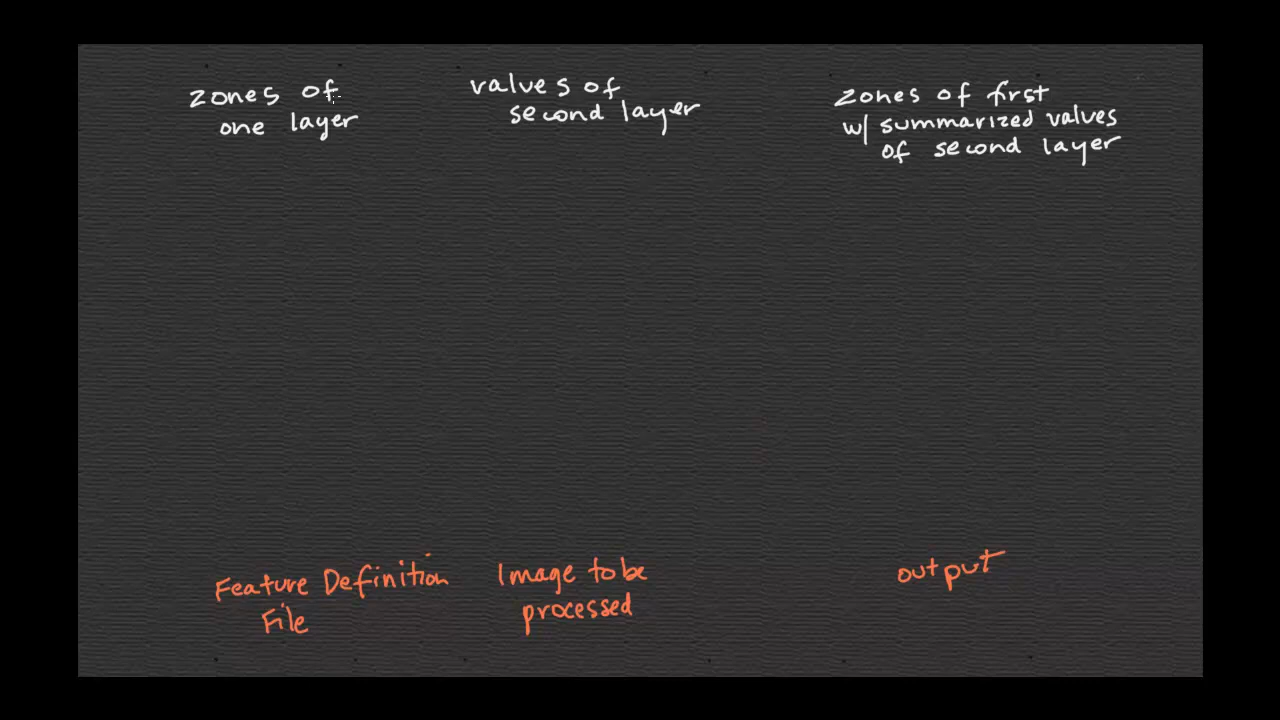 zones of
one layer
values of
second layer
zones of first
w/ summarized values
of second layer
Feature Definition
File
Image to be
processed
output